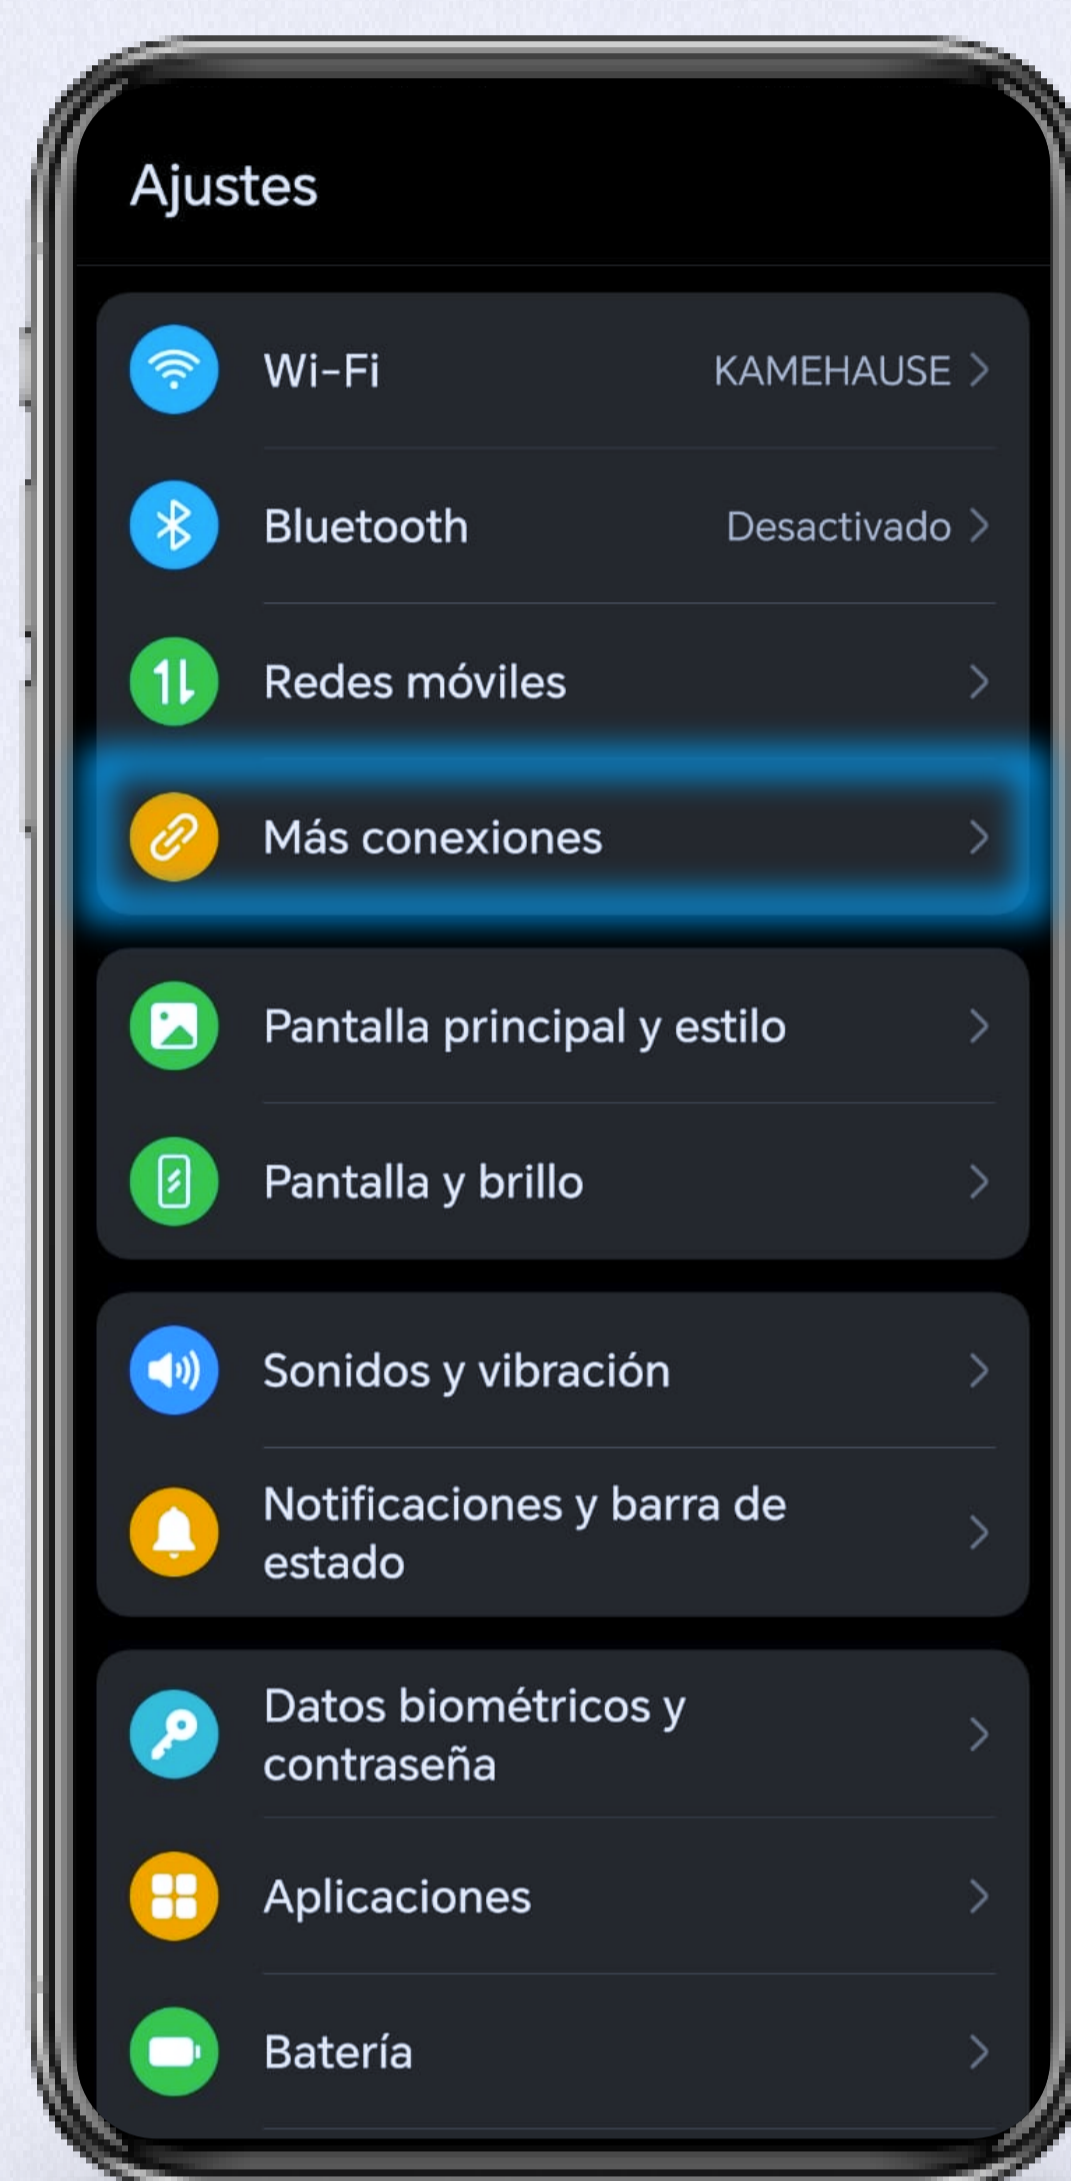 Ajustes
Wi-Fi KAMEHAUSE
Bluetooth Desactivado
Redes móviles
Más conexiones
Pantalla principal y estilo
Pantalla y brillo
Sonidos y vibración
Notificaciones y barra de
estado
Datos biométricos y
contraseña
Aplicaciones
Batería